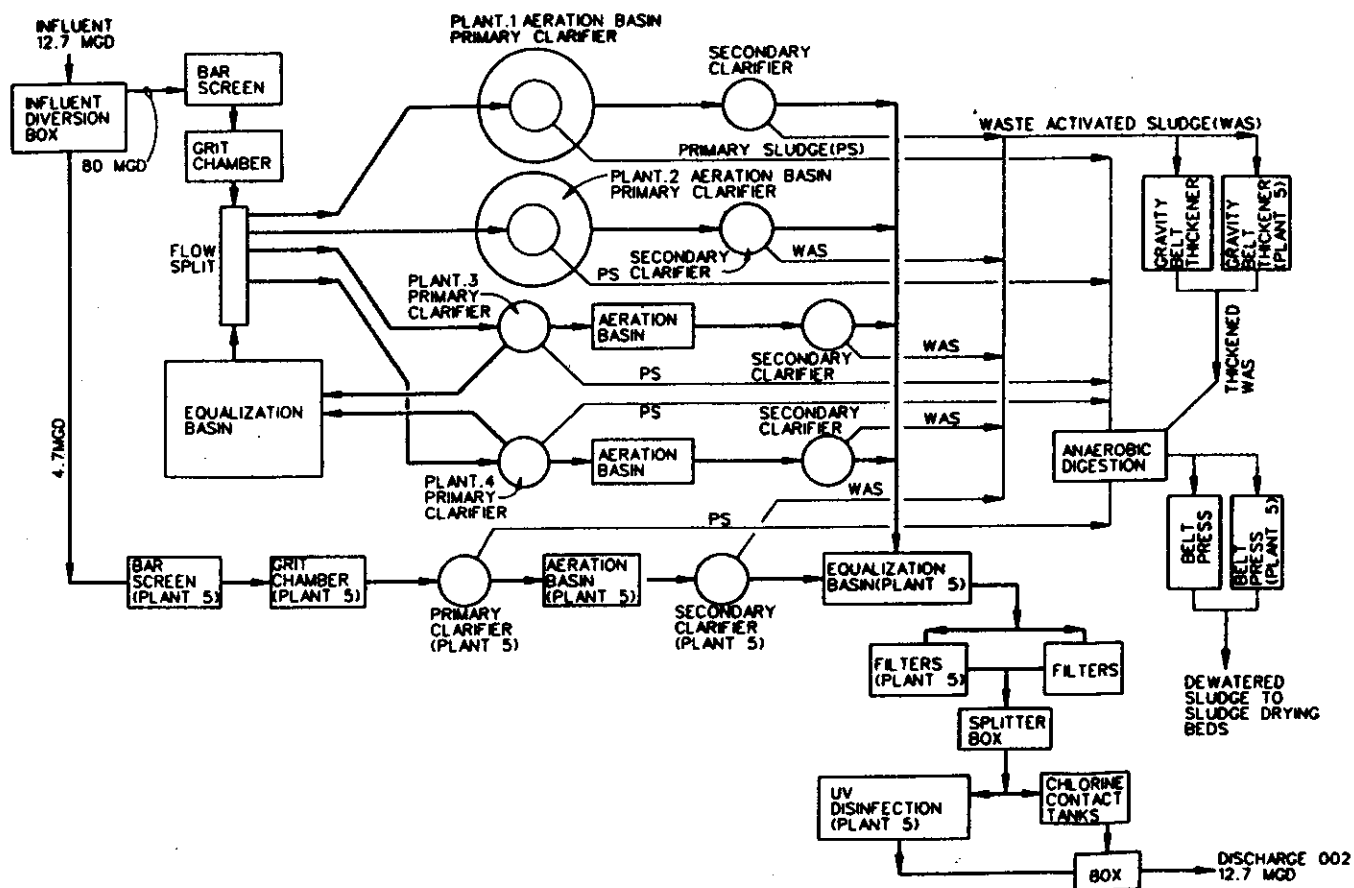 INFLUENT
12.7 MGD
INFLUENT
DIVERSION
BOX
80 MGD
BAR
SCREEN
GRIT
CHAMBER
FLOW
SPLIT
EQUALIZATION
BASIN
4.7MGD
PLANT.1 AERATION BASIN
PRIMARY CLARIFIER
SECONDARY
CLARIFIER
PRIMARY SLUDGE(PS)
PLANT.2 AERATION BASIN
PRIMARY CLARIFIER
SECONDARY
CLARIFIER
WAS
PS
PLANT.3
PRIMARY
CLARIFIER
AERATION
BASIN
SECONDARY
CLARIFIER
WAS
PS
PS
SECONDARY
CLARIFIER
WAS
AERATION
BASIN
PLANT.4
PRIMARY
CLARIFIER
WAS
PS
WASTE ACTIVATED SLUDGE(WAS)
GRAVITY
BELT
THICKENER
GRAVITY
BELT
THICKENER
(PLANT 5)
THICKENED
WAS
ANAEROBIC
DIGESTION
BELT
PRESS
BELT
PRESS
(PLANT 5)
DEWATERED
SLUDGE TO
SLUDGE DRYING
BEDS
BAR
SCREEN
(PLANT 5)
GRIT
CHAMBER
(PLANT 5)
PRIMARY
CLARIFIER
(PLANT 5)
AERATION
BASIN
(PLANT 5)
SECONDARY
CLARIFIER
(PLANT 5)
EQUALIZATION
BASIN(PLANT 5)
FILTERS
(PLANT 5)
FILTERS
SPLITTER
BOX
UV
DISINFECTION
(PLANT 5)
CHLORINE
CONTACT
TANKS
BOX
DISCHARGE 002
12.7 MGD